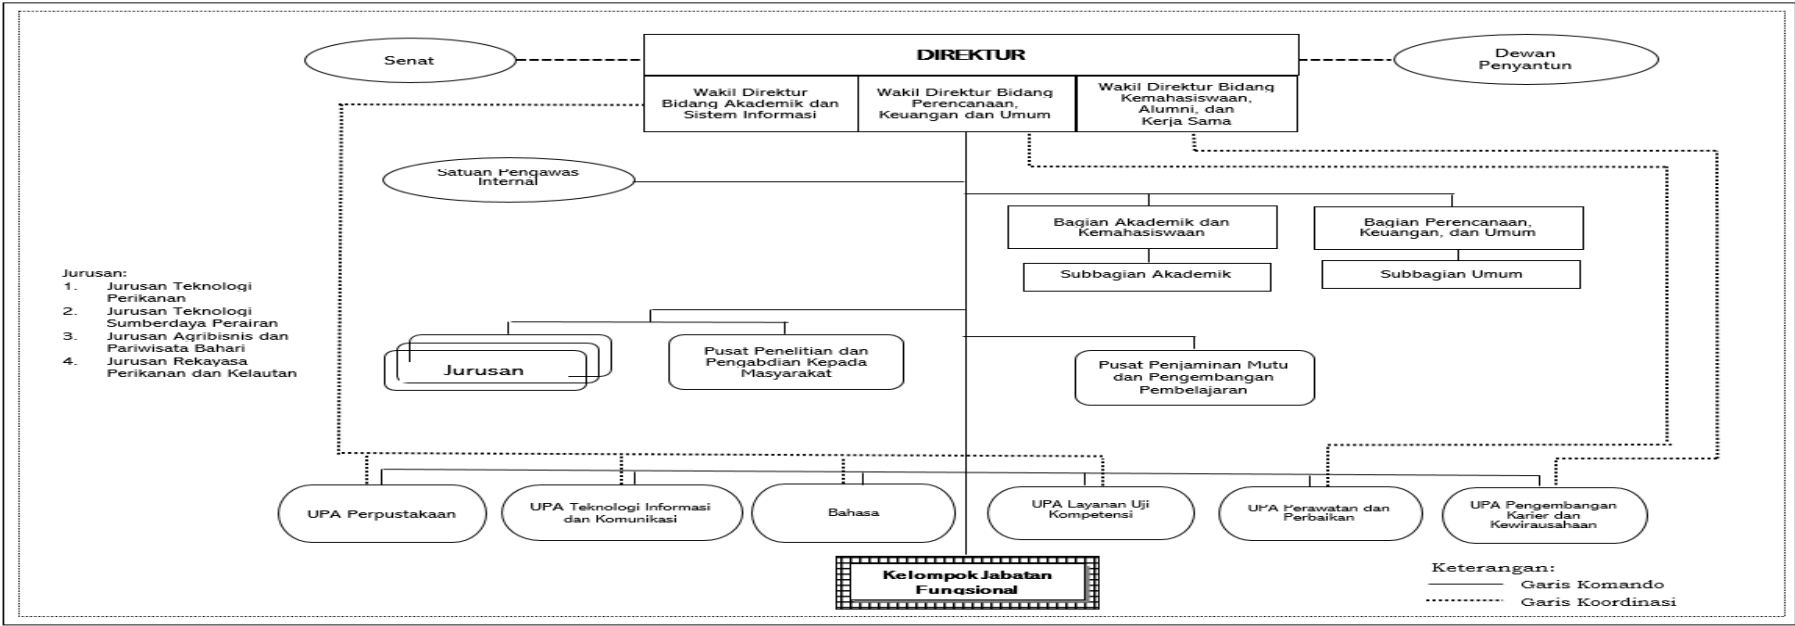 Senat
DIREKTUR
Dewan
Penyantun
Wakil Direktur
Bidang Akademik dan
Sistem Informasi
Wakil Direktur Bidang
Perencanaan,
Keuangan dan Umum
Wakil Direktur Bidang
Kemahasiswaan,
Alumni, dan
Kerja Sama
Satuan Pengawas
Internal
Bagian Akademik dan
Kemahasiswaan
Bagian Perencanaan,
Keuangan, dan Umum
Subbagian Akademik
Subbagian Umum
Jurusan:
1. Jurusan Teknologi
Perikanan
2. Jurusan Teknologi
Sumberdaya Perairan
3. Jurusan Agribisnis dan
Pariwisata Bahari
4. Jurusan Rekayasa
Perikanan dan Kelautan
Jurusan
Pusat Penelitian dan
Pengabdian Kepada
Masyarakat
Pusat Penjaminan Mutu
dan Pengembangan
Pembelajaran
UPA Perpustakaan
UPA Teknologi Informasi
dan Komunikasi
Bahasa
UPA Layanan Uji
Kompetensi
UPA Perawatan dan
Perbaikan
UPA Pengembangan
Karier dan
Kewirausahaan
Kelompok Jabatan
Fungsional
Keterangan:
Garis Komando
Garis Koordinasi